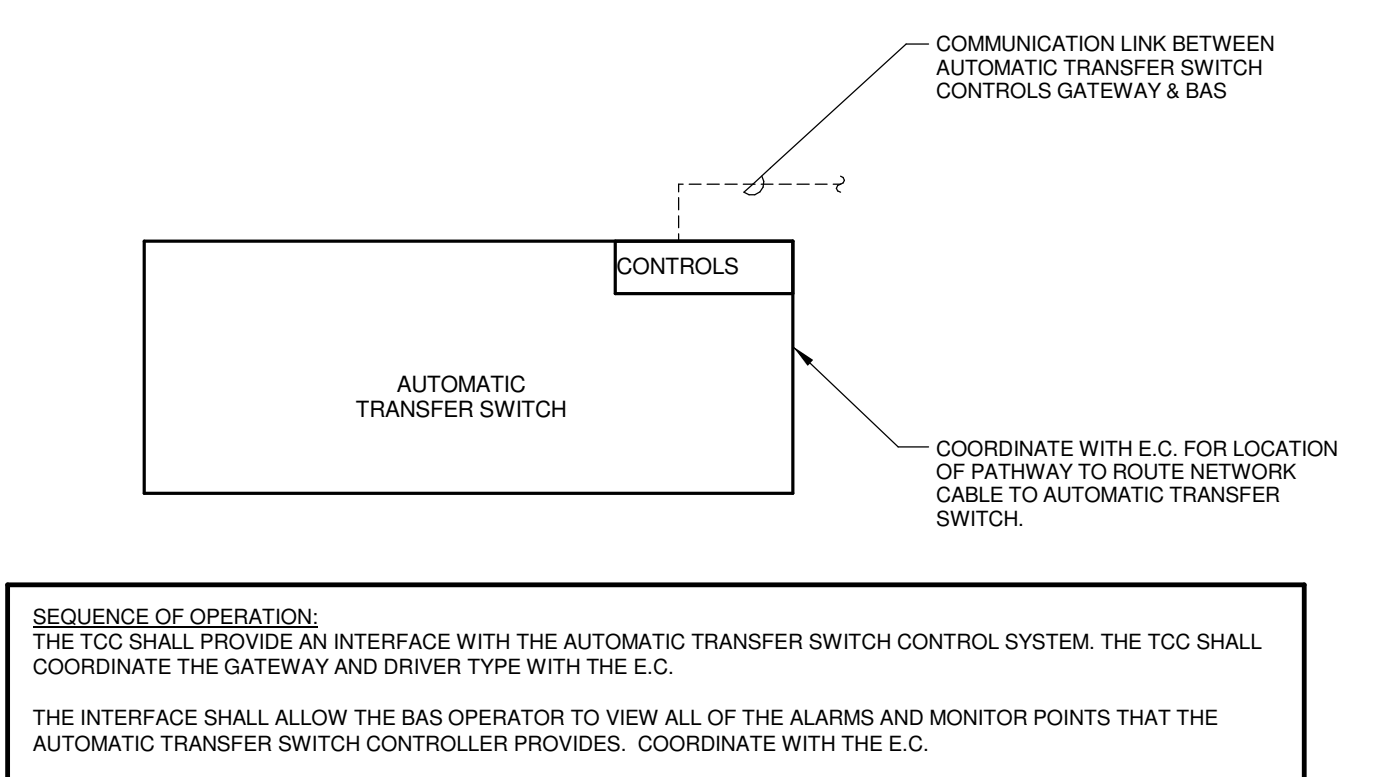 COMMUNICATION LINK BETWEEN
AUTOMATIC TRANSFER SWITCH
CONTROLS GATEWAY & BAS
CONTROLS
AUTOMATIC
TRANSFER SWITCH
COORDINATE WITH E.C. FOR LOCATION
OF PATHWAY TO ROUTE NETWORK
CABLE TO AUTOMATIC TRANSFER
SWITCH.
SEQUENCE OF OPERATION:
THE TCC SHALL PROVIDE AN INTERFACE WITH THE AUTOMATIC TRANSFER SWITCH CONTROL SYSTEM. THE TCC SHALL
COORDINATE THE GATEWAY AND DRIVER TYPE WITH THE E.C.
THE INTERFACE SHALL ALLOW THE BAS OPERATOR TO VIEW ALL OF THE ALARMS AND MONITOR POINTS THAT THE
AUTOMATIC TRANSFER SWITCH CONTROLLER PROVIDES.  COORDINATE WITH THE E.C.